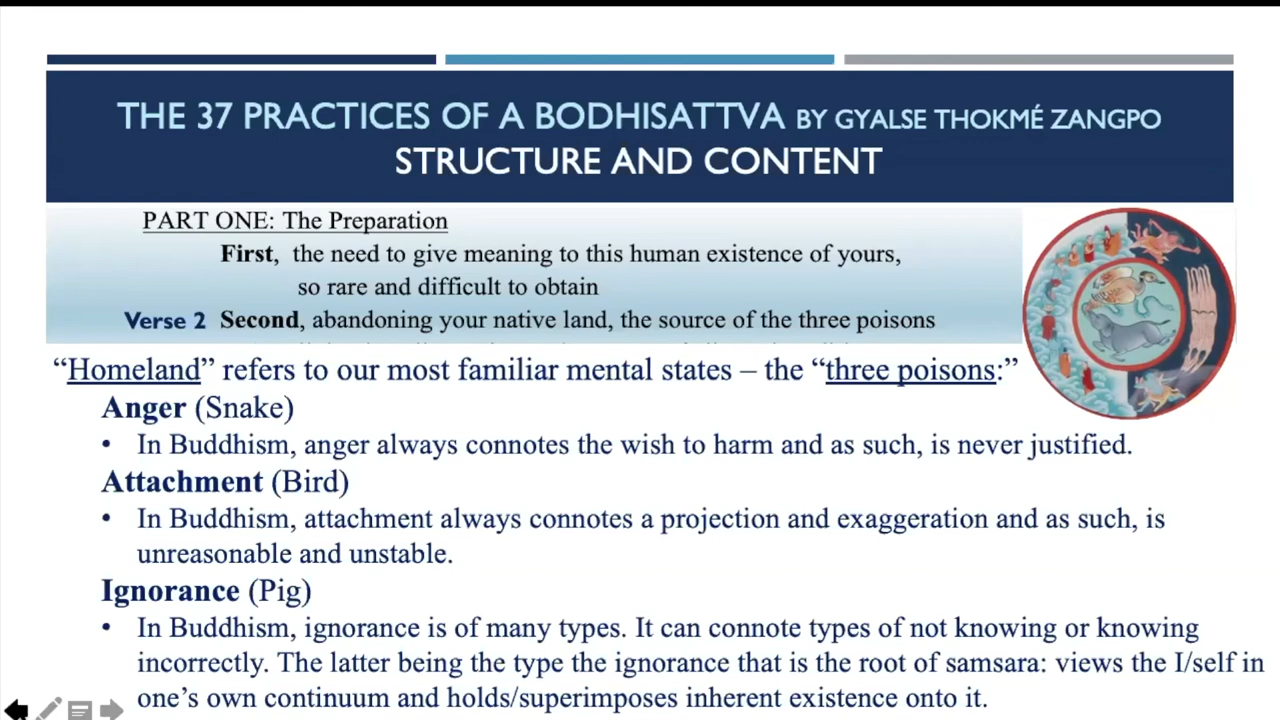 THE 37 PRACTICES OF A BODHISATTVA BY GYALSE THOKMÉ ZANGPO
STRUCTURE AND CONTENT
PART ONE: The Preparation
First, the need to give meaning to this human existence of yours,
so rare and difficult to obtain
Verse 2 Second, abandoning your native land, the source of the three poisons
“Homeland” refers to our most familiar mental states – the “three poisons:”
Anger (Snake)
• In Buddhism, anger always connotes the wish to harm and as such, is never justified.
Attachment (Bird)
• In Buddhism, attachment always connotes a projection and exaggeration and as such, is
unreasonable and unstable.
Ignorance (Pig)
• In Buddhism, ignorance is of many types. It can connote types of not knowing or knowing
incorrectly. The latter being the type the ignorance that is the root of samsara: views the I/self in
one’s own continuum and holds/superimposes inherent existence onto it.